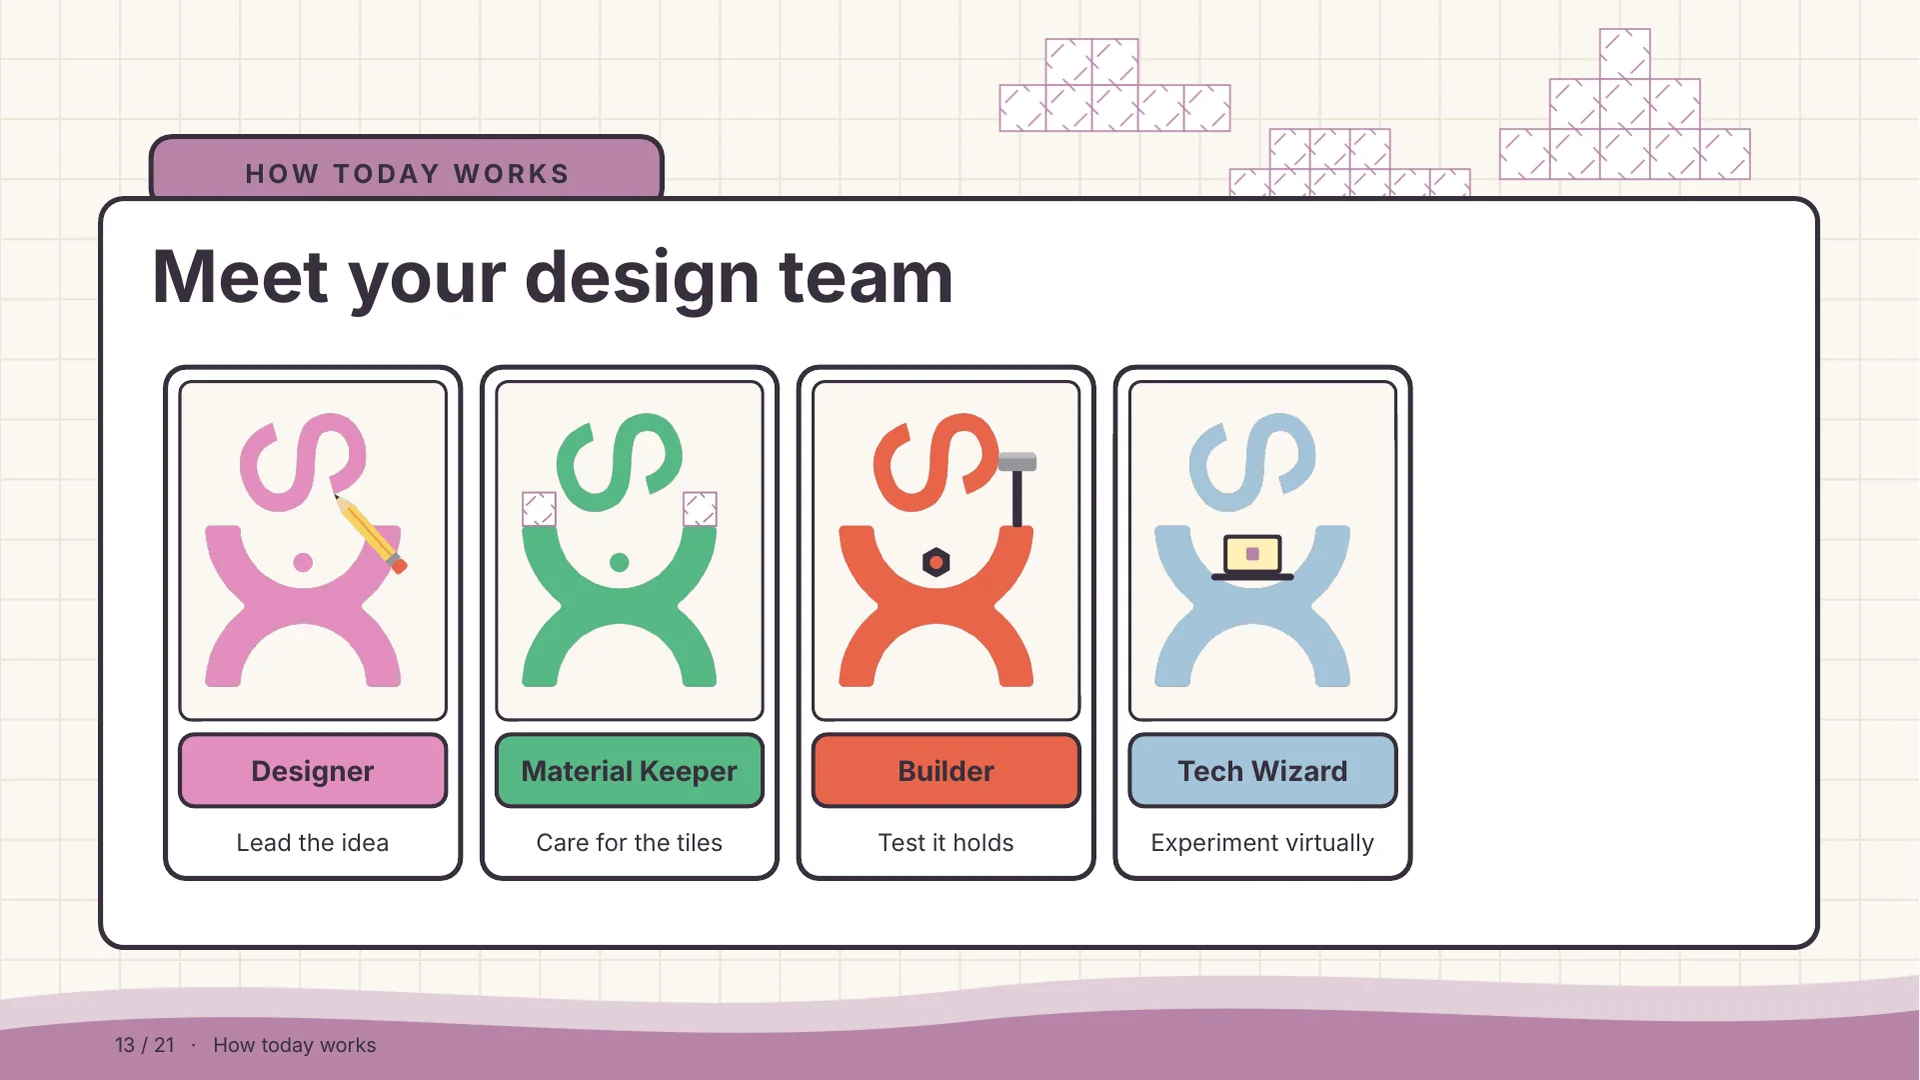 HOW TODAY WORKS
Meet your design team
Designer
Lead the idea
Material Keeper
Care for the tiles
Builder
Test it holds
Tech Wizard
Experiment virtually
13 / 21 · How today works